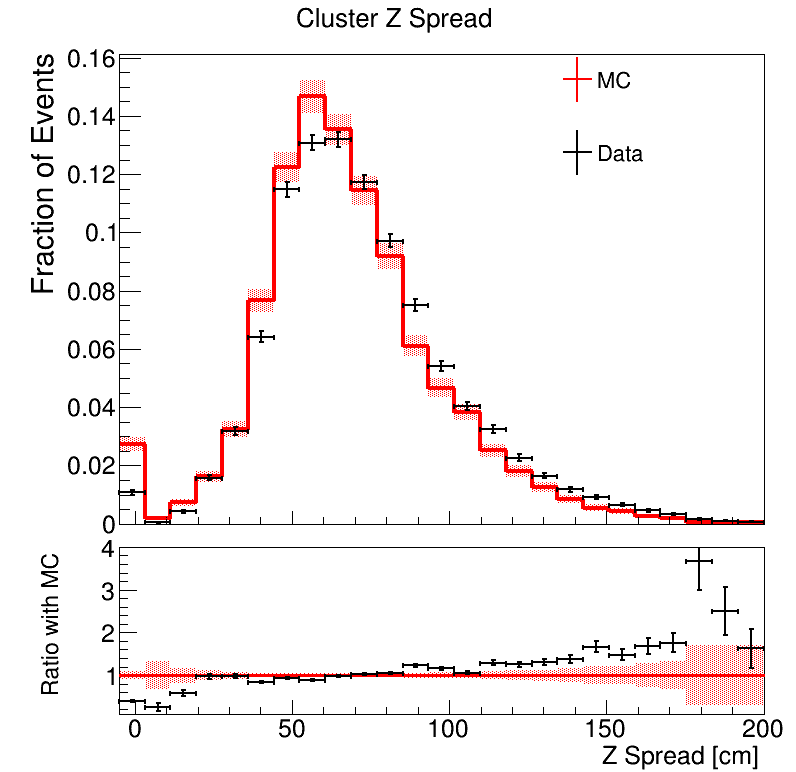 Cluster Z Spread
Fraction of Events
0.16
0.14
0.12
0.1
0.08
0.06
0.04
0.02
0
MC
Data
Ratio with MC
4
3
2
1
0 50 100 150 200
Z Spread [cm]